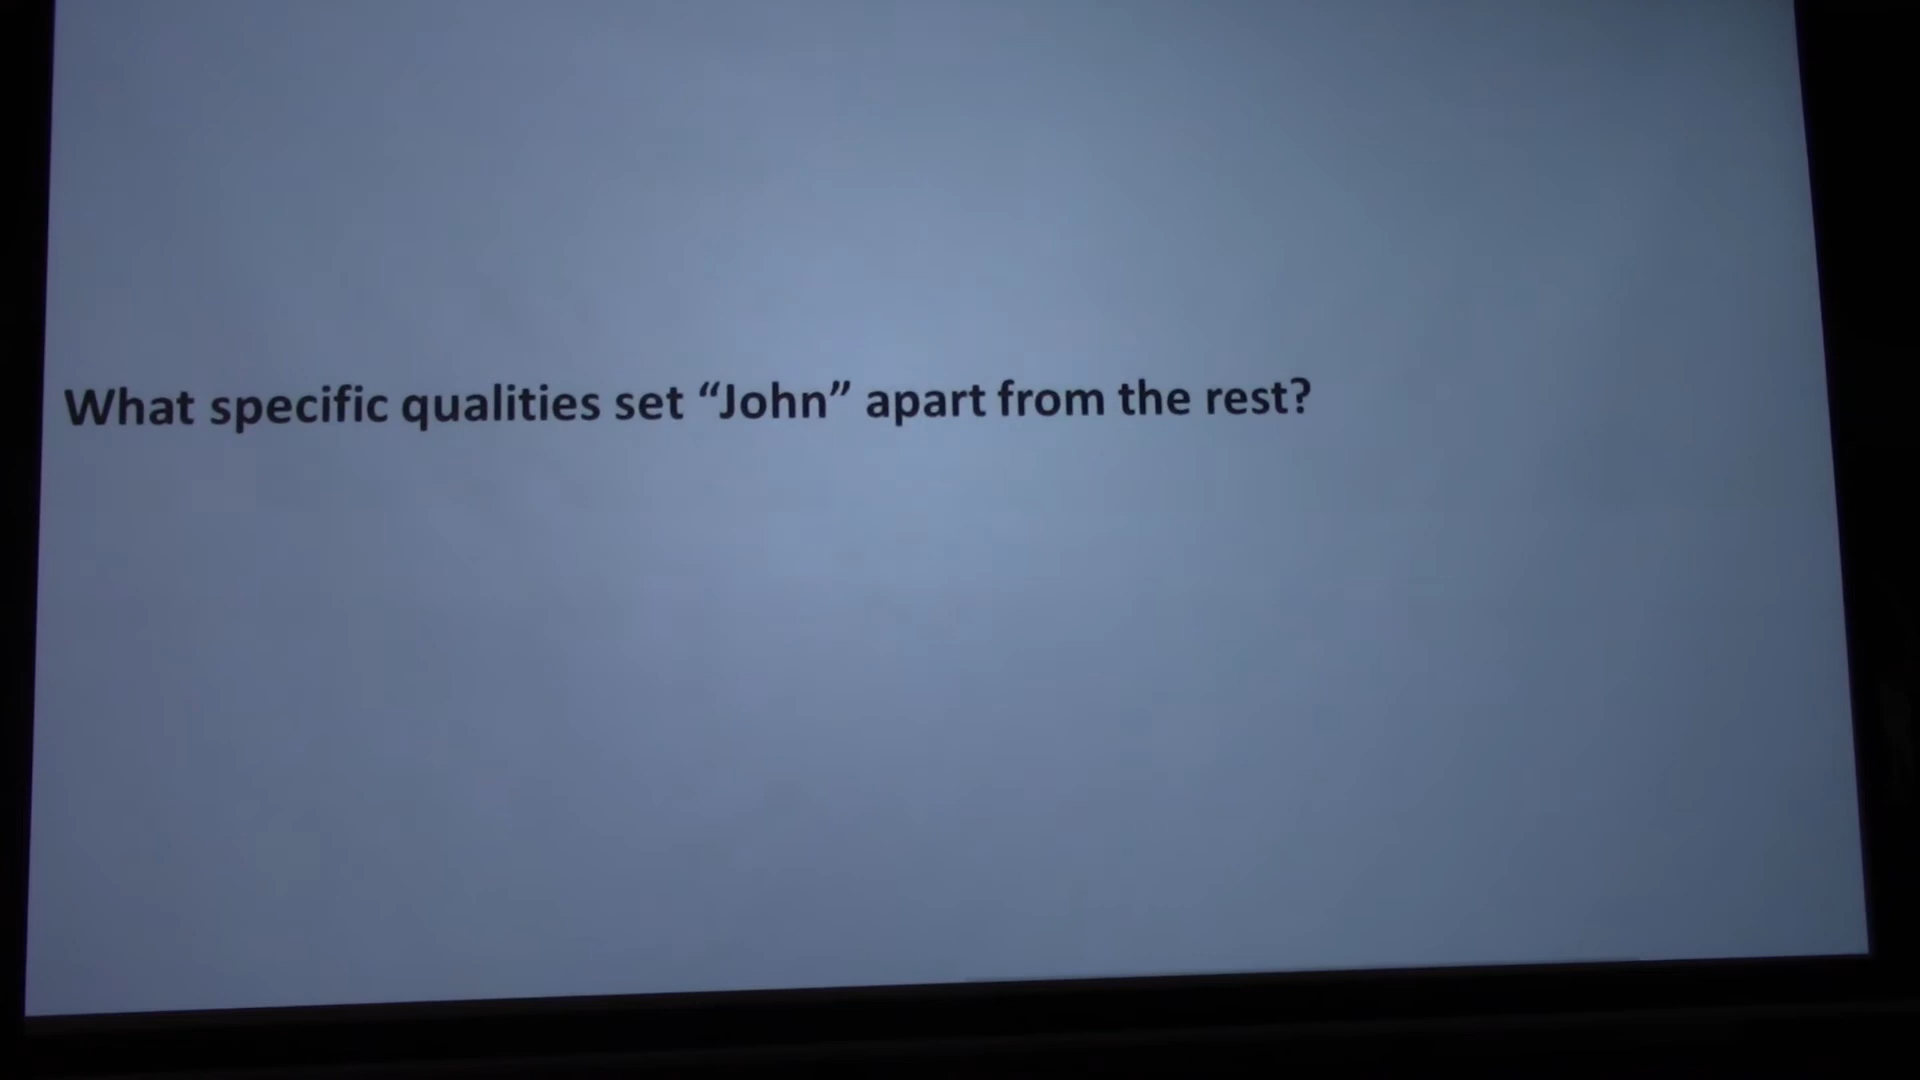 What specific qualities set “John” apart from the rest?